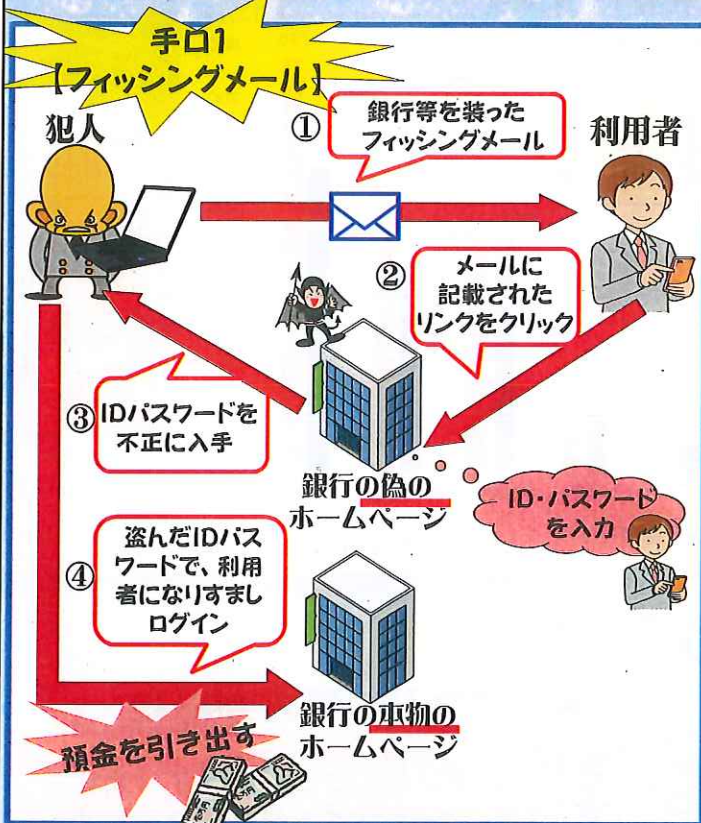 手口1
【フィッシングメール】
犯人
①
銀行等を装った
フィッシングメール
利用者
②
メールに
記載された
リンクをクリック
③
IDパスワードを
不正に入手
銀行の偽の
ホームページ
ID・パスワード
を入力
④
盗んだIDパス
ワードで、利用
者になりすまし
ログイン
銀行の本物の
ホームページ
預金を引き出す